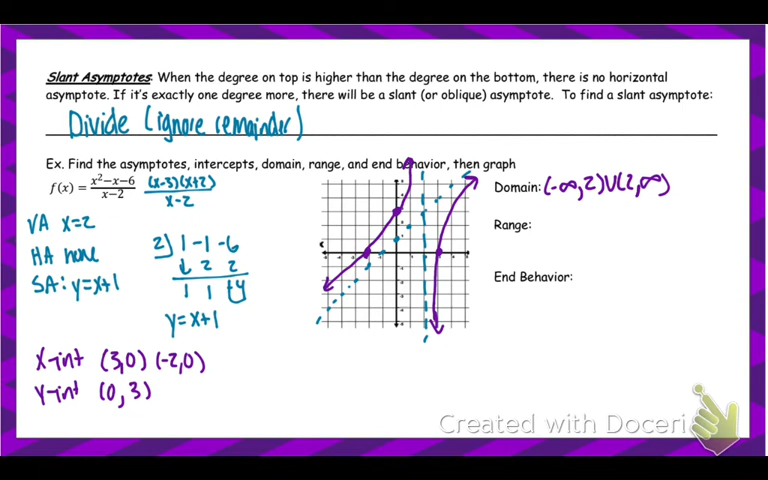 Slant Asymptotes: When the degree on top is higher than the degree on the bottom, there is no horizontal
asymptote. If it's exactly one degree more, there will be a slant (or oblique) asymptote. To find a slant asymptote:
Divide (ignore remainder)
Ex. Find the asymptotes, intercepts, domain, range, and end behavior, then graph
f(x) = (x²−x−6)/(x−2) (x-3)(x+2)/(x-2)
Domain: (-∞, 2)∪(2, ∞)
VA x=2
HA none
SA: y=x+1
2) 1 -1 -6
↓ 2 2
1 1 -4
y=x+1
Range:
End Behavior:
X-int (3,0) (-2,0)
Y-int (0, 3)
Created with Doceri